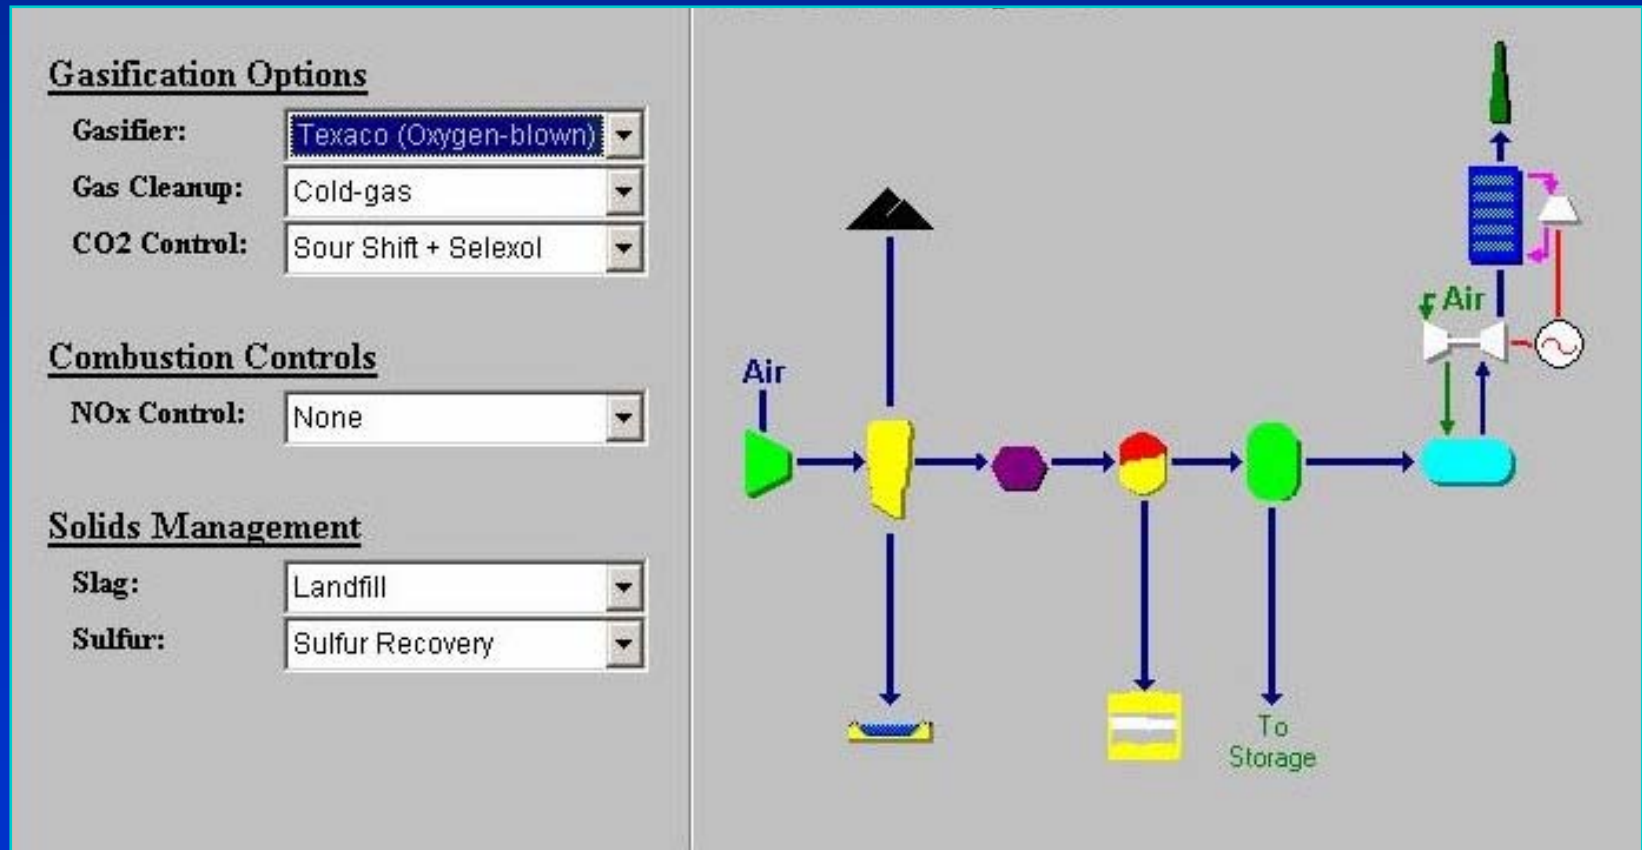 Gasification Options
Gasifier: Texaco (Oxygen-blown)
Gas Cleanup: Cold-gas
CO2 Control: Sour Shift + Selexol
Combustion Controls
NOx Control: None
Solids Management
Slag: Landfill
Sulfur: Sulfur Recovery
Air
Air
To
Storage